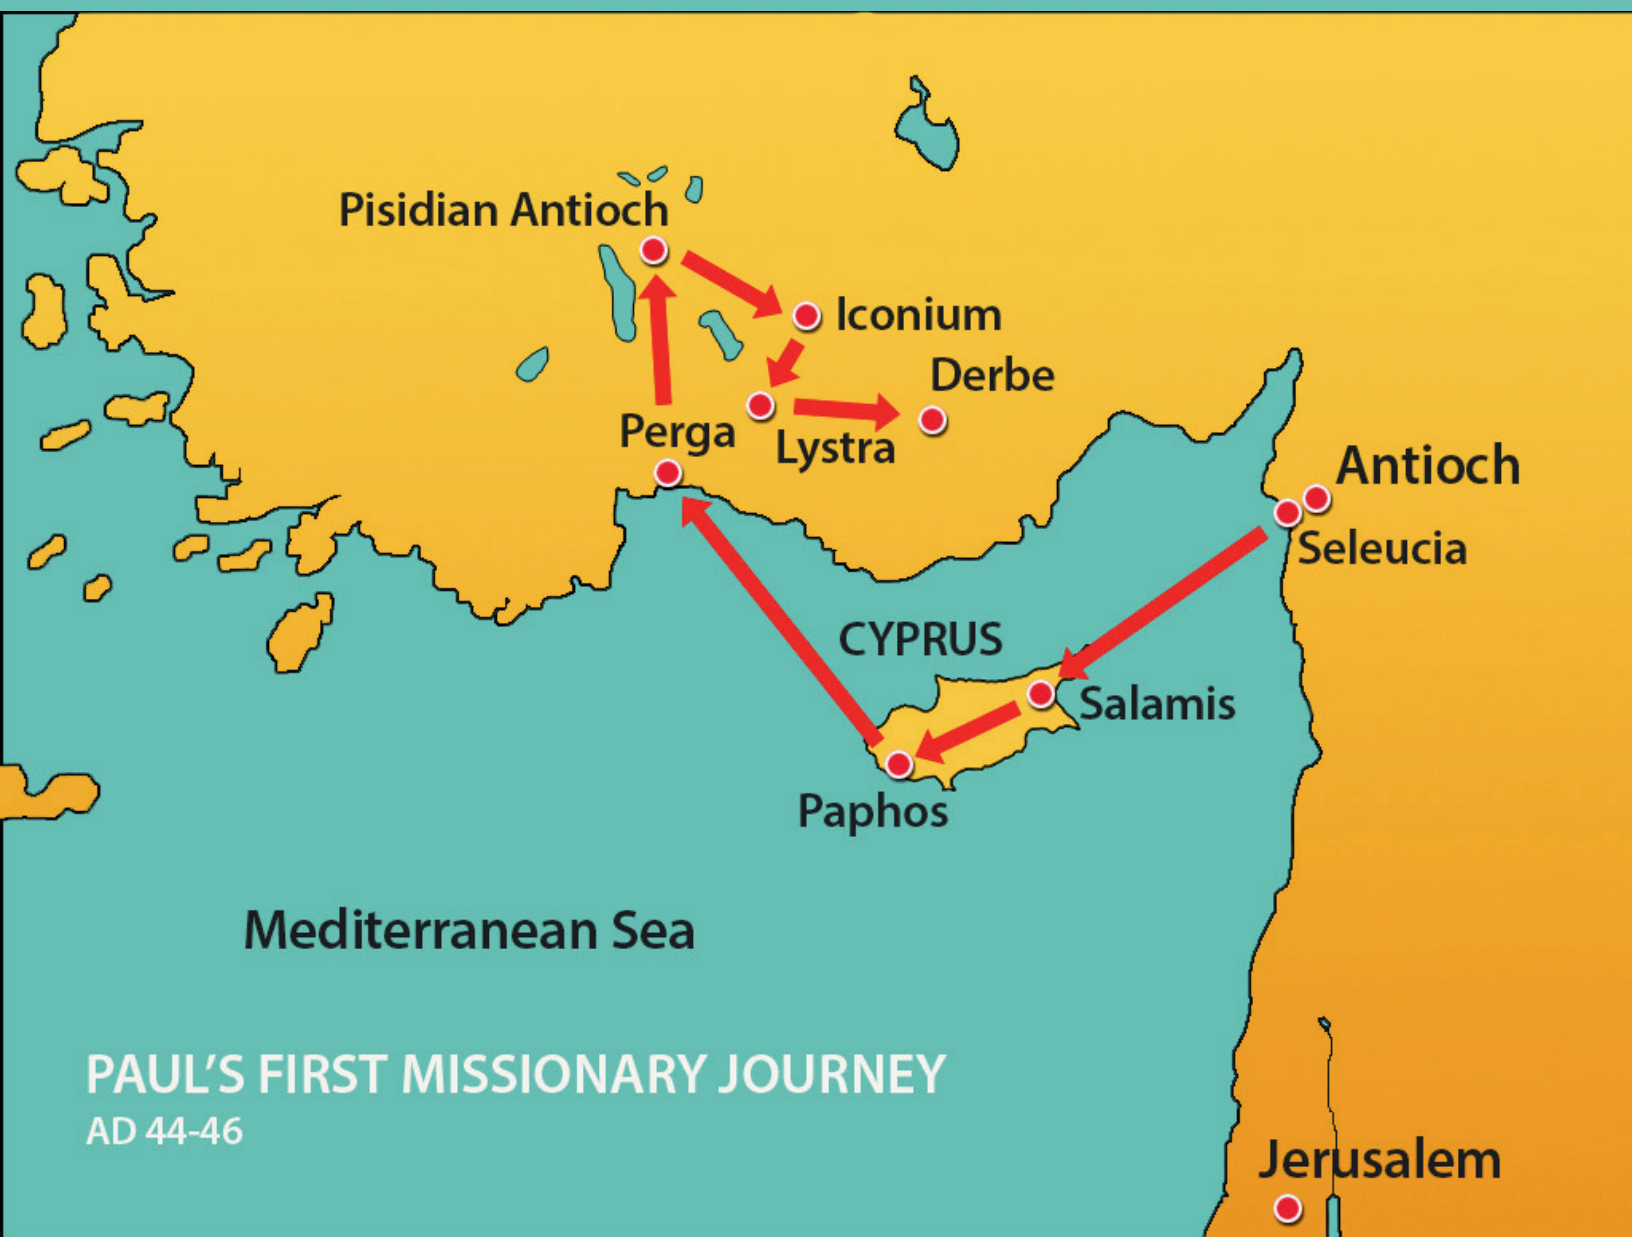 Pisidian Antioch
Iconium
Derbe
Perga
Lystra
Antioch
Seleucia
CYPRUS
Salamis
Paphos
Mediterranean Sea
PAUL'S FIRST MISSIONARY JOURNEY
AD 44-46
Jerusalem